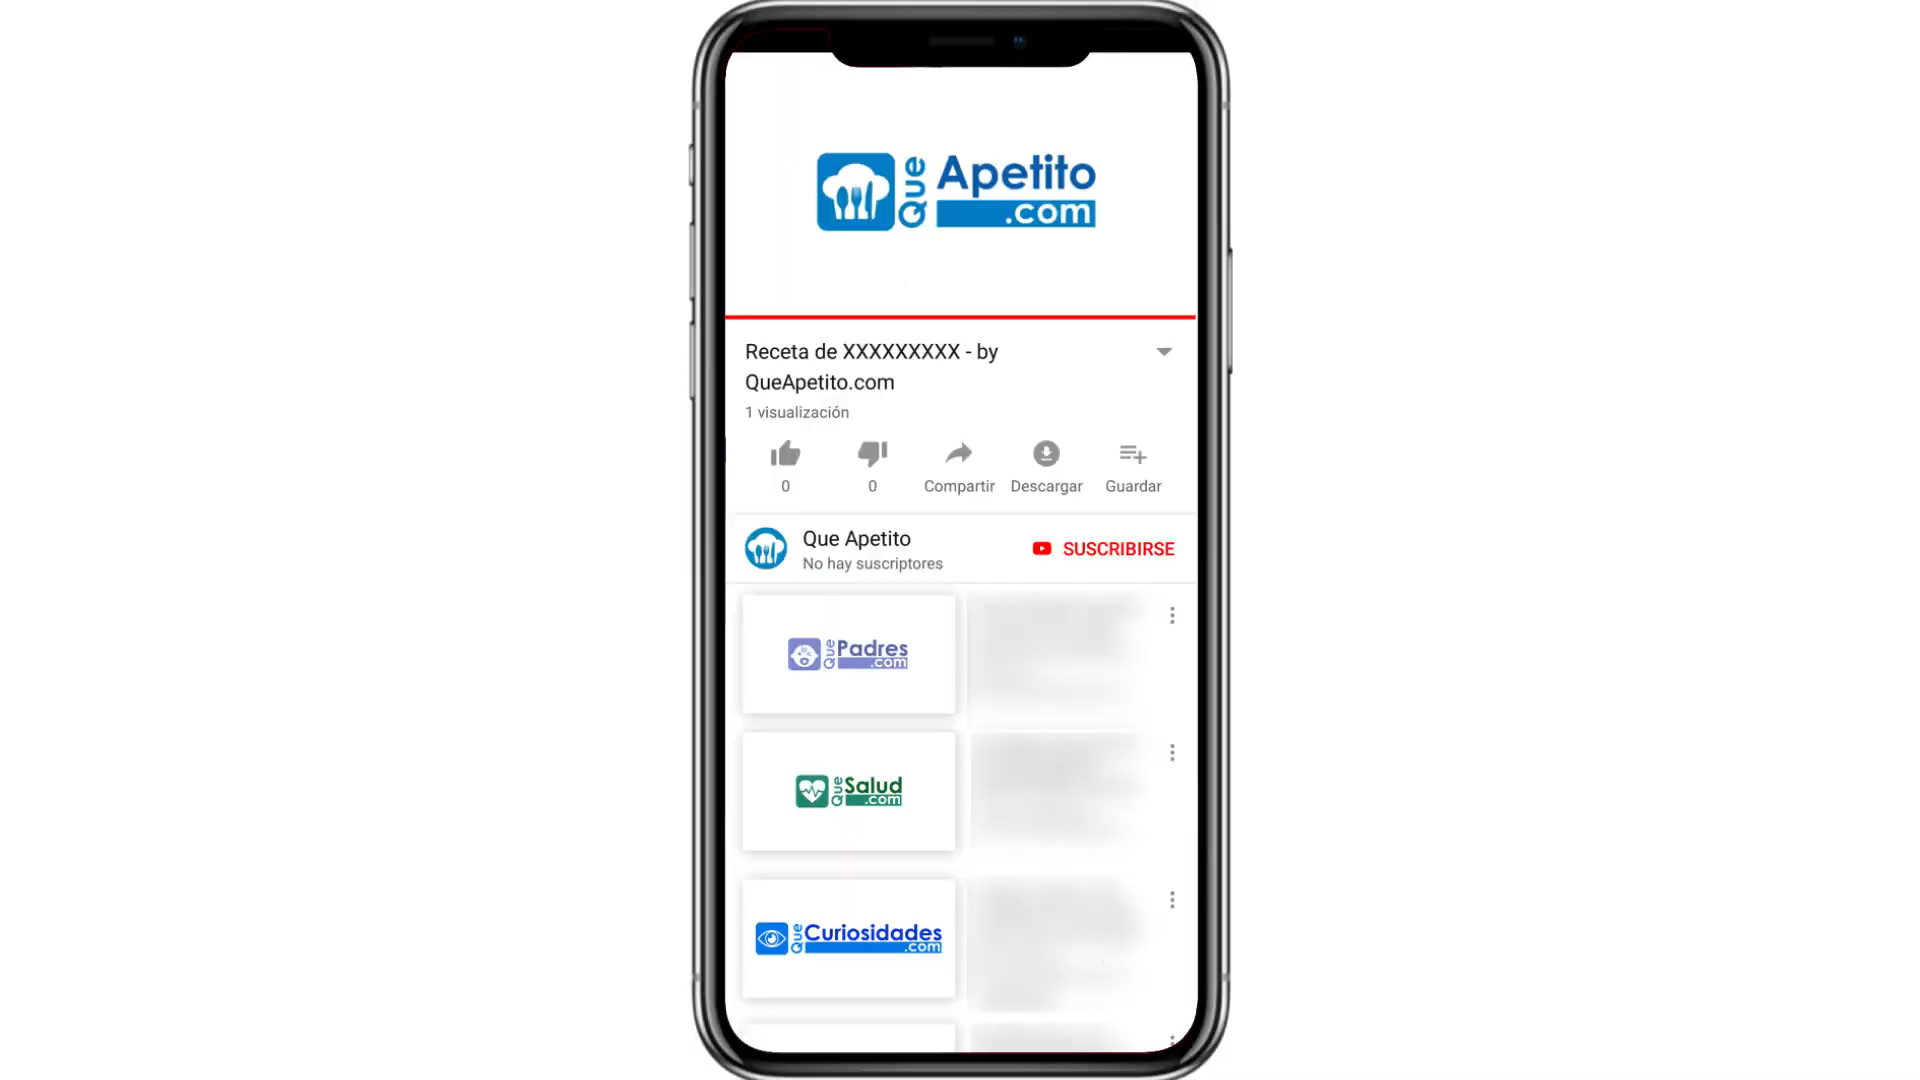 Que Apetito
.com
Receta de XXXXXXXXX - by
QueApetito.com
1 visualización
0 0 Compartir Descargar Guardar
Que Apetito
No hay suscriptores
SUSCRIBIRSE
Que Padres
.com
Que Salud
.com
Que Curiosidades
.com